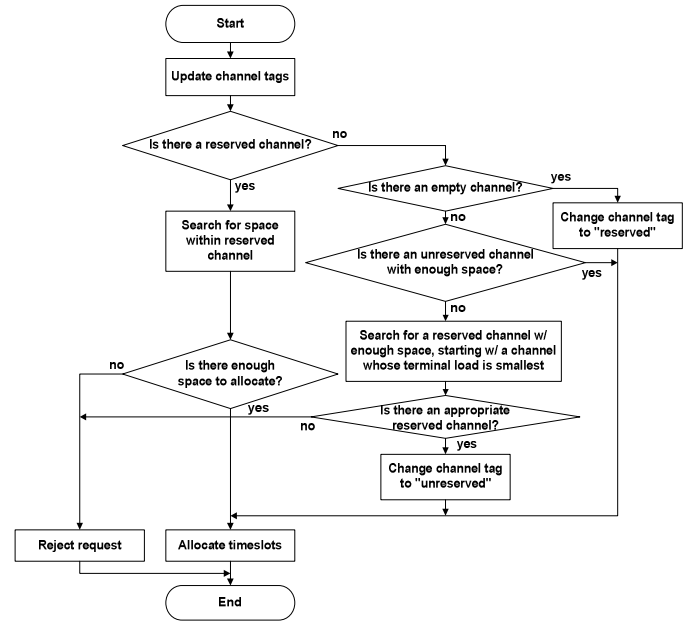 Start
Update channel tags
Is there a reserved channel?
no
yes
Is there an empty channel?
yes
no
Change channel tag
to "reserved"
Search for space
within reserved
channel
Is there an unreserved channel
with enough space?
yes
no
Search for a reserved channel w/
enough space, starting w/ a channel
whose terminal load is smallest
Is there enough
space to allocate?
no
yes
Is there an appropriate
reserved channel?
no
yes
Change channel tag
to "unreserved"
Reject request
Allocate timeslots
End